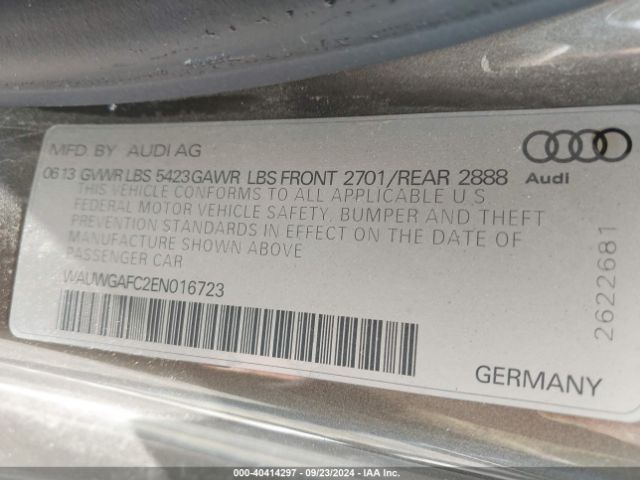 MFD. BY AUDI AG
0613 GVWR LBS 5423 GAWR LBS FRONT 2701/REAR 2888
THIS VEHICLE CONFORMS TO ALL APPLICABLE U.S
FEDERAL MOTOR VEHICLE SAFETY, BUMPER AND THEFT
PREVENTION STANDARDS IN EFFECT ON THE DATE OF
MANUFACTURE SHOWN ABOVE
PASSENGER CAR
WAUWGAFC2EN016723
Audi
2622681
GERMANY
000-40414297 - 09/23/2024 - IAA Inc.